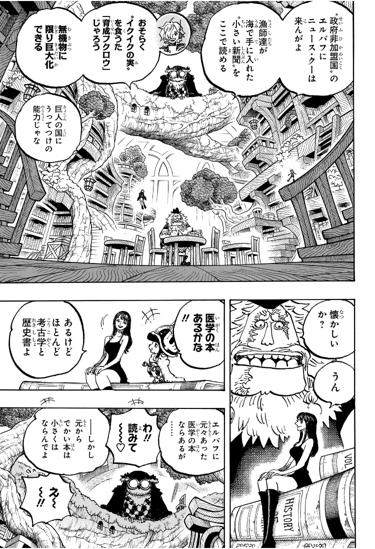 “政府非加盟国”の
エルバフに
ニュース・クーは
来んがよ
漁師達が
海で手に入れた
“小さい新聞”を
ここで読める
おそらく
“イクイクの実”
を食った
“育成フクロウ”
じゃろう
無機物に
限り巨大化
できる
巨人の国に
うってつけの
能力じゃな
懐かしい
か?
うん
医学の本
あるかな
あるけど
ほとんど
考古学と
歴史書よ
エルバフに
元々あった
医学の本
ならあるが
わ!!
読みて〜〜♡
――しかし
元から
でかい本は
小さくは
ならんでよ
え〜〜!!
HISTORY
VOL